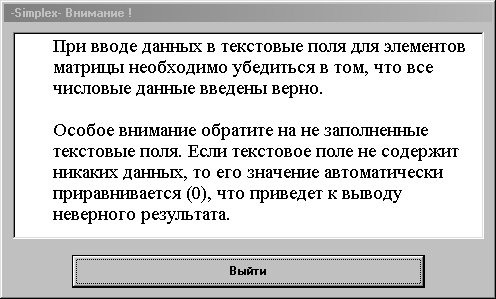 -Simplex- Внимание !
При вводе данных в текстовые поля для элементов
матрицы необходимо убедиться в том, что все
числовые данные введены верно.
Особое внимание обратите на не заполненные
текстовые поля. Если текстовое поле не содержит
никаких данных, то его значение автоматически
приравнивается (0), что приведет к выводу
неверного результата.
Выйти